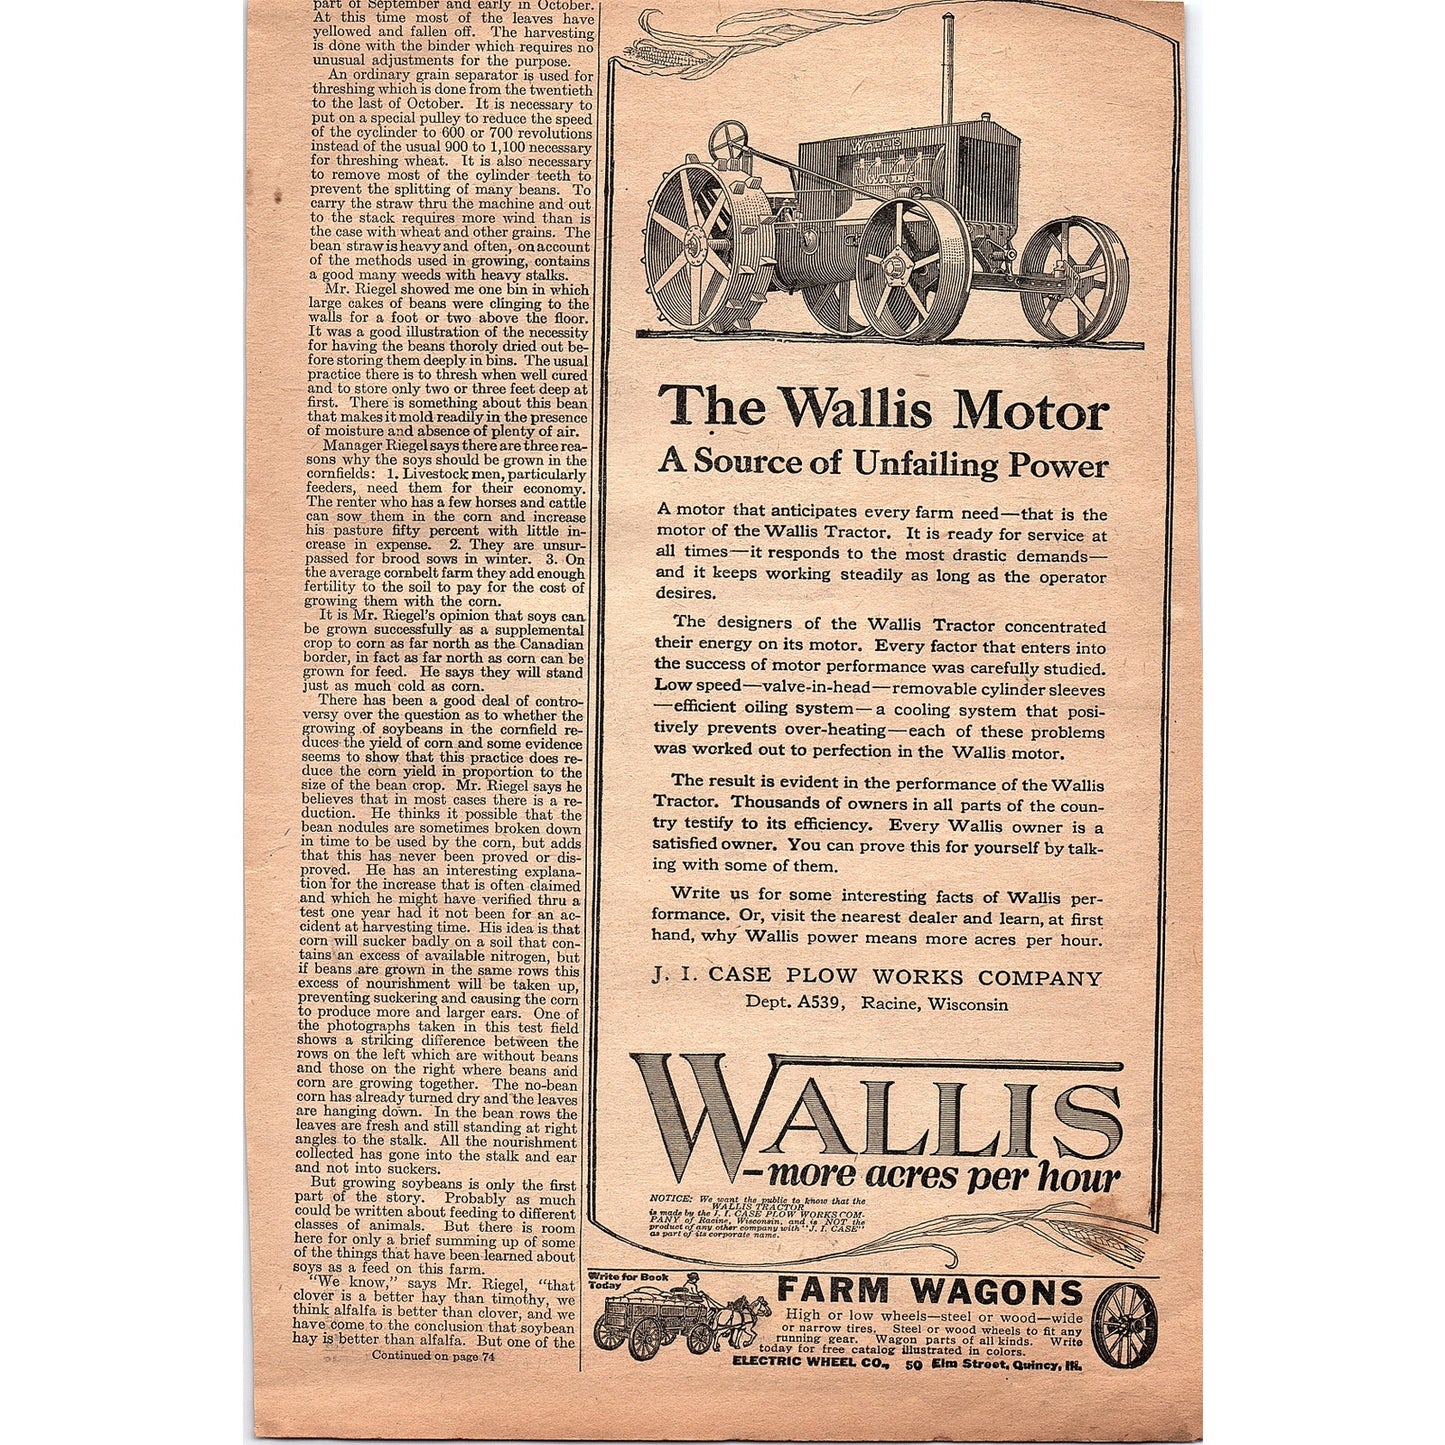 part of September and early in October.
At this time most of the leaves have
yellowed and fallen off. The harvesting
is done with the binder which requires no
unusual adjustments for the purpose.
An ordinary grain separator is used for
threshing which is done from the twentieth
to the last of October. It is necessary to
put on a special pulley to reduce the speed
of the cyclinder to 600 or 700 revolutions
instead of the usual 900 to 1,100 necessary
for threshing wheat. It is also necessary
to remove most of the cylinder teeth to
prevent the splitting of many beans. To
carry the straw thru the machine and out
to the stack requires more wind than is
the case with wheat and other grains. The
bean straw is heavy and often, on account
of the methods used in growing, contains
a good many weeds with heavy stalks.
Mr. Riegel showed me one bin in which
large cakes of beans were clinging to the
walls for a foot or two above the floor.
It was a good illustration of the necessity
for having the beans thoroly dried out be-
fore storing them deeply in bins. The usual
practice there is to thresh when well cured
and to store only two or three feet deep at
first. There is something about this bean
that makes it mold readily in the presence
of moisture and absence of plenty of air.
Manager Riegel says there are three rea-
sons why the soys should be grown in the
cornfields: 1. Livestock men, particularly
feeders, need them for their economy.
The renter who has a few horses and cattle
can sow them in the corn and increase
his pasture fifty percent with little in-
crease in expense. 2. They are unsur-
passed for brood sows in winter. 3. On
the average cornbelt farm they add enough
fertility to the soil to pay for the cost of
growing them with the corn.
It is Mr. Riegel's opinion that soys can
be grown successfully as a supplemental
crop to corn as far north as the Canadian
border, in fact as far north as corn can be
grown for feed. He says they will stand
just as much cold as corn.
There has been a good deal of contro-
versy over the question as to whether the
growing of soybeans in the cornfield re-
duces the yield of corn and some evidence
seems to show that this practice does re-
duce the corn yield in proportion to the
size of the bean crop. Mr. Riegel says he
believes that in most cases there is a re-
duction. He thinks it possible that the
bean nodules are sometimes broken down
in time to be used by the corn, but adds
that this has never been proved or dis-
proved. He has an interesting explana-
tion for the increase that is often claimed
and which he might have verified thru a
test one year had it not been for an ac-
cident at harvesting time. His idea is that
corn will sucker badly on a soil that con-
tains an excess of available nitrogen, but
if beans are grown in the same rows this
excess of nourishment will be taken up,
preventing suckering and causing the corn
to produce more and larger ears. One of
the photographs taken in this test field
shows a striking difference between the
rows on the left which are without beans
and those on the right where beans and
corn are growing together. The no-bean
corn has already turned dry and the leaves
are hanging down. In the bean rows the
leaves are fresh and still standing at right
angles to the stalk. All the nourishment
collected has gone into the stalk and ear
and not into suckers.
But growing soybeans is only the first
part of the story. Probably as much
could be written about feeding to different
classes of animals. But there is room
here for only a brief summing up of some
of the things that have been learned about
soys as a feed on this farm.
"We know," says Mr. Riegel, "that
clover is a better hay than timothy, we
think alfalfa is better than clover, and we
have come to the conclusion that soybean
hay is better than alfalfa. But one of the
Continued on page 74
WALLIS
WALLIS
The Wallis Motor
A Source of Unfailing Power
A motor that anticipates every farm need—that is the
motor of the Wallis Tractor. It is ready for service at
all times—it responds to the most drastic demands—
and it keeps working steadily as long as the operator
desires.
The designers of the Wallis Tractor concentrated
their energy on its motor. Every factor that enters into
the success of motor performance was carefully studied.
Low speed—valve-in-head—removable cylinder sleeves
—efficient oiling system—a cooling system that posi-
tively prevents over-heating—each of these problems
was worked out to perfection in the Wallis motor.
The result is evident in the performance of the Wallis
Tractor. Thousands of owners in all parts of the coun-
try testify to its efficiency. Every Wallis owner is a
satisfied owner. You can prove this for yourself by talk-
ing with some of them.
Write us for some interesting facts of Wallis per-
formance. Or, visit the nearest dealer and learn, at first
hand, why Wallis power means more acres per hour.
J. I. CASE PLOW WORKS COMPANY
Dept. A539, Racine, Wisconsin
WALLIS
—more acres per hour
NOTICE: We want the public to know that the
WALLIS TRACTOR
is made by the J. I. CASE PLOW WORKS COM-
PANY of Racine, Wisconsin, and is NOT the
product of any other company with "J. I. CASE"
as part of its corporate name.
Write for Book
Today
FARM WAGONS
High or low wheels—steel or wood—wide
or narrow tires. Steel or wood wheels to fit any
running gear. Wagon parts of all kinds. Write
today for free catalog illustrated in colors.
ELECTRIC WHEEL CO., 50 Elm Street, Quincy, Ill.